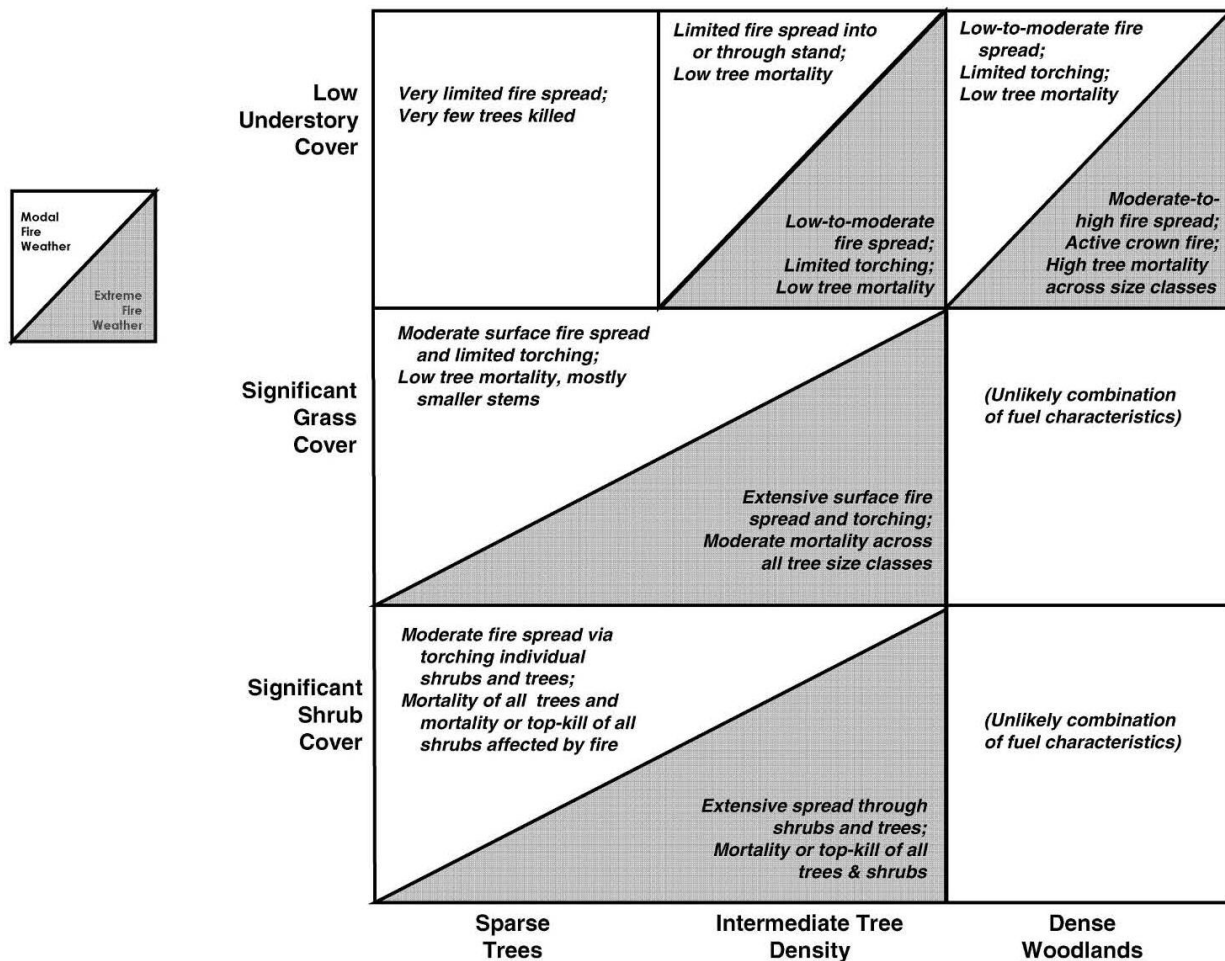 Modal
Fire
Weather
Extreme
Fire
Weather
Low
Understory
Cover
Very limited fire spread;
Very few trees killed
Limited fire spread into
or through stand;
Low tree mortality
Low-to-moderate
fire spread;
Limited torching;
Low tree mortality
Low-to-moderate fire
spread;
Limited torching;
Low tree mortality
Moderate-to-
high fire spread;
Active crown fire;
High tree mortality
across size classes
Significant
Grass
Cover
Moderate surface fire spread
and limited torching;
Low tree mortality, mostly
smaller stems
Extensive surface fire
spread and torching;
Moderate mortality across
all tree size classes
(Unlikely combination
of fuel characteristics)
Significant
Shrub
Cover
Moderate fire spread via
torching individual
shrubs and trees;
Mortality of all trees and
mortality or top-kill of all
shrubs affected by fire
Extensive spread through
shrubs and trees;
Mortality or top-kill of all
trees & shrubs
(Unlikely combination
of fuel characteristics)
Sparse
Trees
Intermediate Tree
Density
Dense
Woodlands